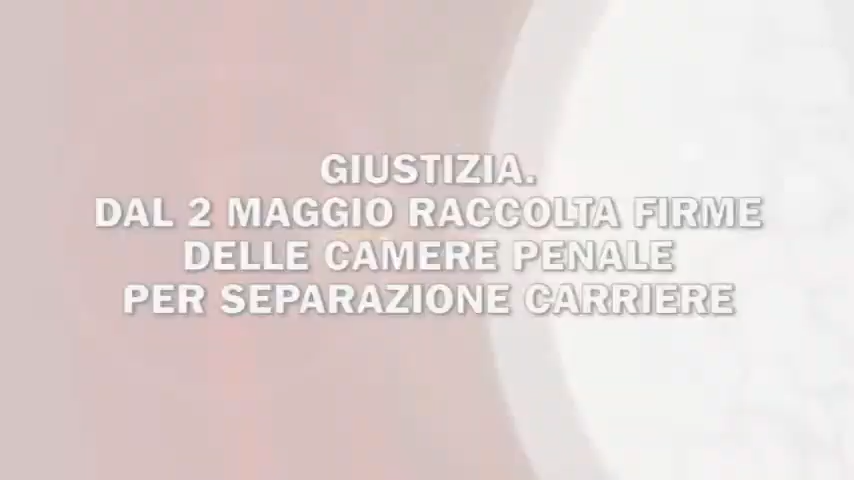 GIUSTIZIA.
DAL 2 MAGGIO RACCOLTA FIRME
DELLE CAMERE PENALE
PER SEPARAZIONE CARRIERE